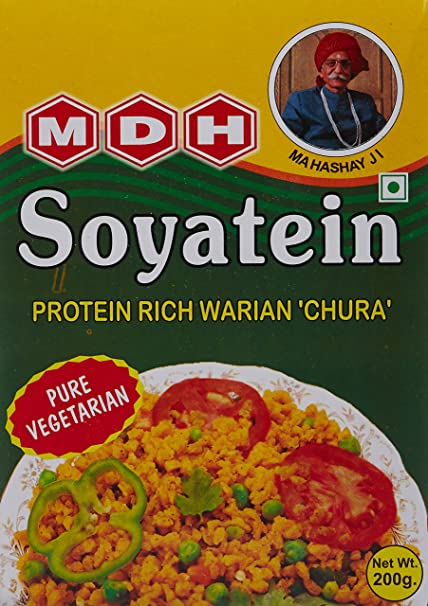 MDH
MAHASHAY JI
Soyatein
PROTEIN RICH WARIAN 'CHURA'
PURE
VEGETARIAN
Net Wt.
200g.